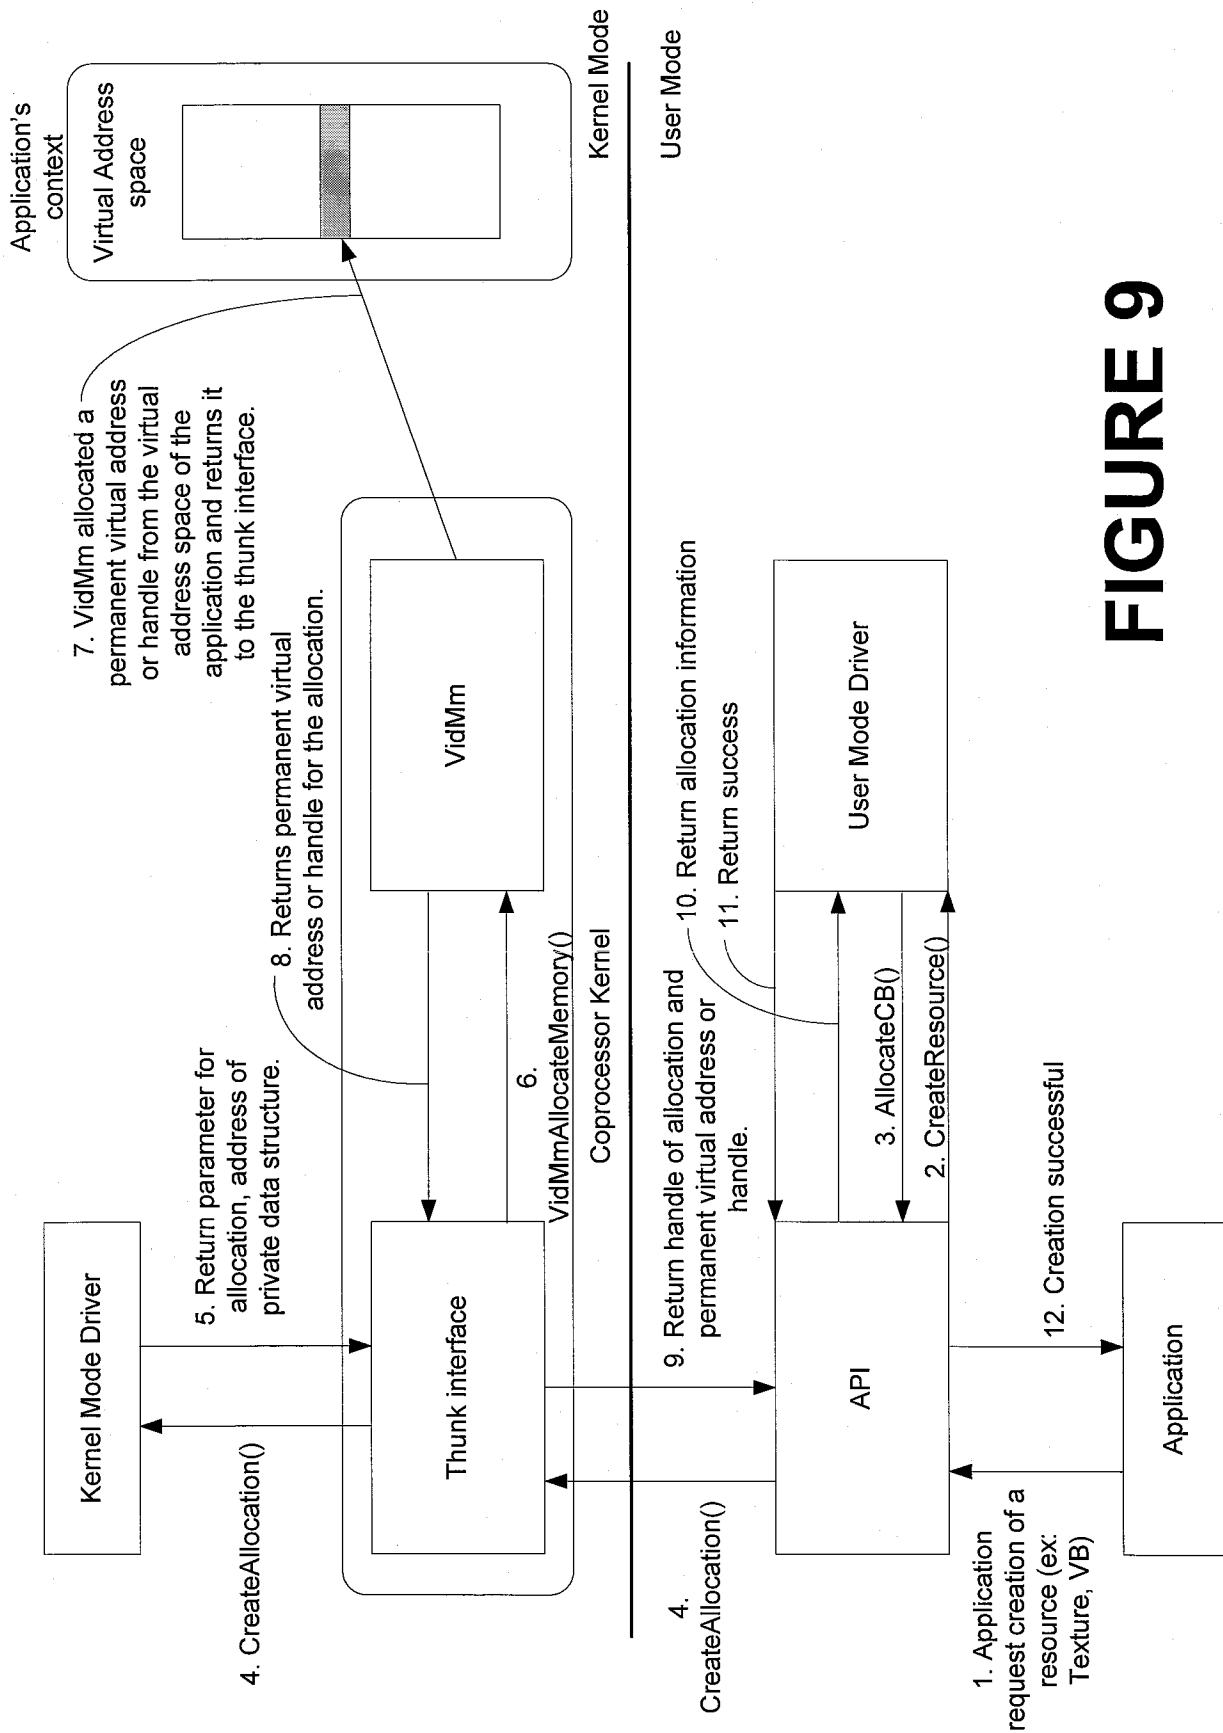 Application's
context
Virtual Address
space
7. VidMm allocated a
permanent virtual address
or handle from the virtual
address space of the
application and returns it
to the thunk interface.
Kernel Mode Driver
5. Return parameter for
allocation, address of
private data structure.
4. CreateAllocation()
8. Returns permanent virtual
address or handle for the allocation.
Thunk interface
VidMm
6.
VidMmAllocateMemory()
Coprocessor Kernel
Kernel Mode
User Mode
4.
CreateAllocation()
9. Return handle of allocation and
permanent virtual address or
handle.
10. Return allocation information
11. Return success
API
User Mode Driver
3. AllocateCB()
2. CreateResource()
1. Application
request creation of a
resource (ex:
Texture, VB)
12. Creation successful
Application
FIGURE 9